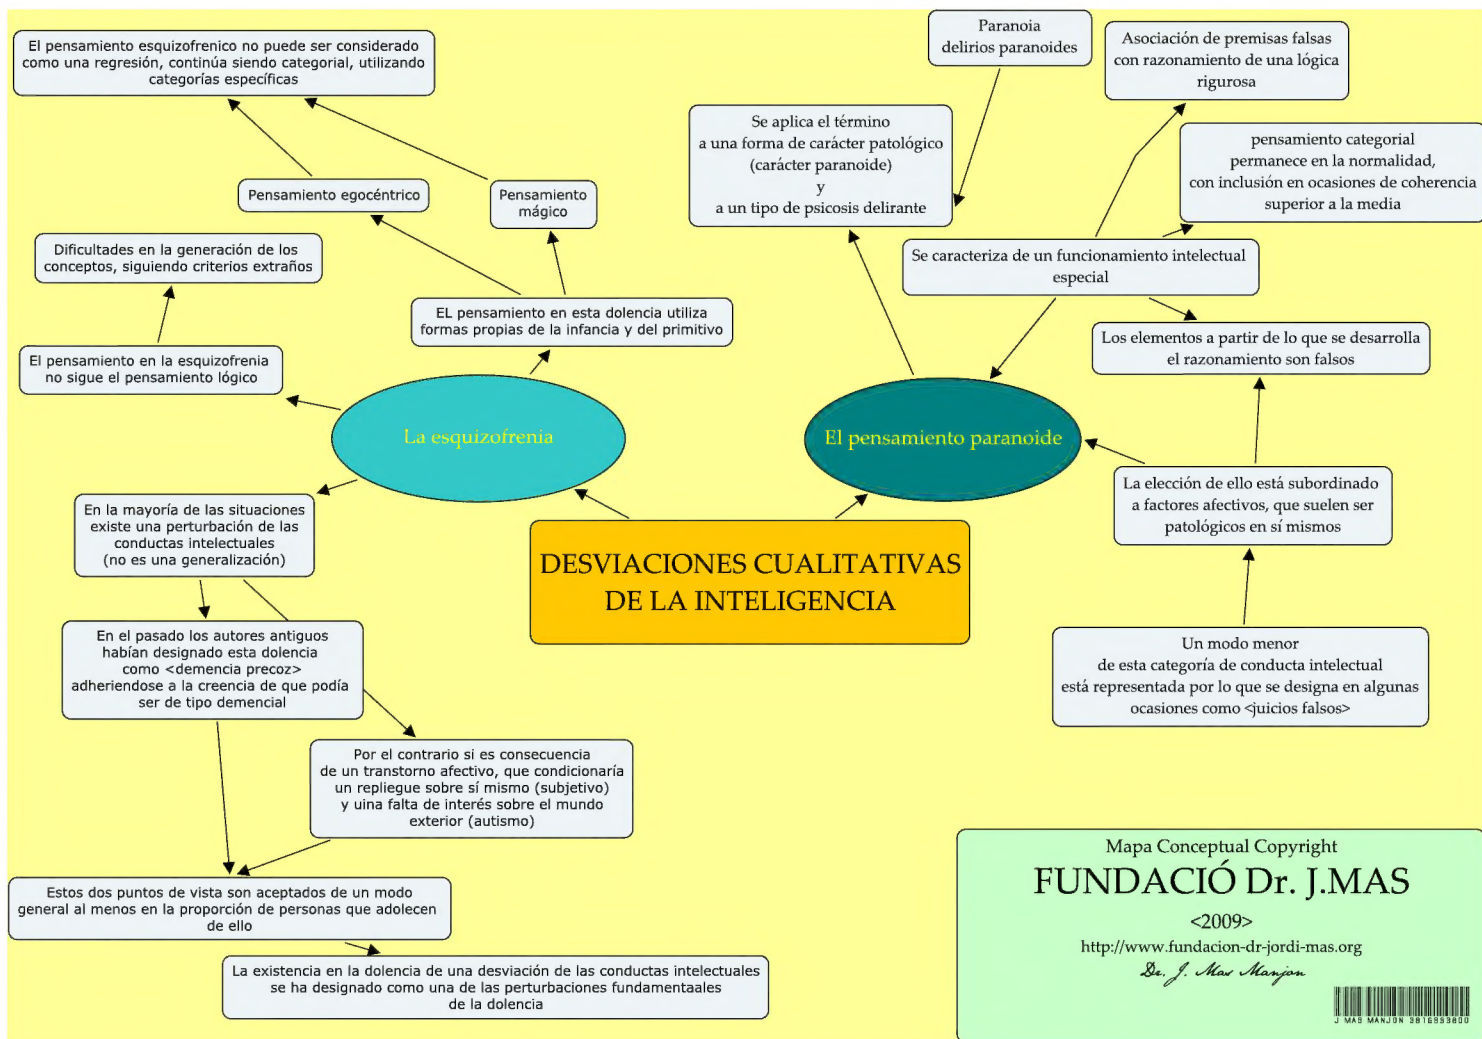 El pensamiento esquizofrenico no puede ser considerado
como una regresión, continúa siendo categorial, utilizando
categorías específicas
Paranoia
delirios paranoides
Asociación de premisas falsas
con razonamiento de una lógica
rigurosa
Se aplica el término
a una forma de carácter patológico
(carácter paranoide)
y
a un tipo de psicosis delirante
pensamiento categorial
permanece en la normalidad,
con inclusión en ocasiones de coherencia
superior a la media
Pensamiento egocéntrico
Pensamiento
mágico
Dificultades en la generación de los
conceptos, siguiendo criterios extraños
Se caracteriza de un funcionamiento intelectual
especial
EL pensamiento en esta dolencia utiliza
formas propias de la infancia y del primitivo
El pensamiento en la esquizofrenia
no sigue el pensamiento lógico
Los elementos a partir de lo que se desarrolla
el razonamiento son falsos
La esquizofrenia
El pensamiento paranoide
La elección de ello está subordinado
a factores afectivos, que suelen ser
patológicos en sí mismos
En la mayoría de las situaciones
existe una perturbación de las
conductas intelectuales
(no es una generalización)
DESVIACIONES CUALITATIVAS
DE LA INTELIGENCIA
En el pasado los autores antiguos
habían designado esta dolencia
como <demencia precoz>
adheriendose a la creencia de que podía
ser de tipo demencial
Un modo menor
de esta categoría de conducta intelectual
está representada por lo que se designa en algunas
ocasiones como <juicios falsos>
Por el contrario si es consecuencia
de un transtorno afectivo, que condicionaría
un repliegue sobre sí mismo (subjetivo)
y uina falta de interés sobre el mundo
exterior (autismo)
Estos dos puntos de vista son aceptados de un modo
general al menos en la proporción de personas que adolecen
de ello
La existencia en la dolencia de una desviación de las conductas intelectuales
se ha designado como una de las perturbaciones fundamentaales
de la dolencia
Mapa Conceptual Copyright
FUNDACIÓ Dr. J.MAS
<2009>
http://www.fundacion-dr-jordi-mas.org
Dr. J. Mas Manjon
J MAS MANJON 3816933800